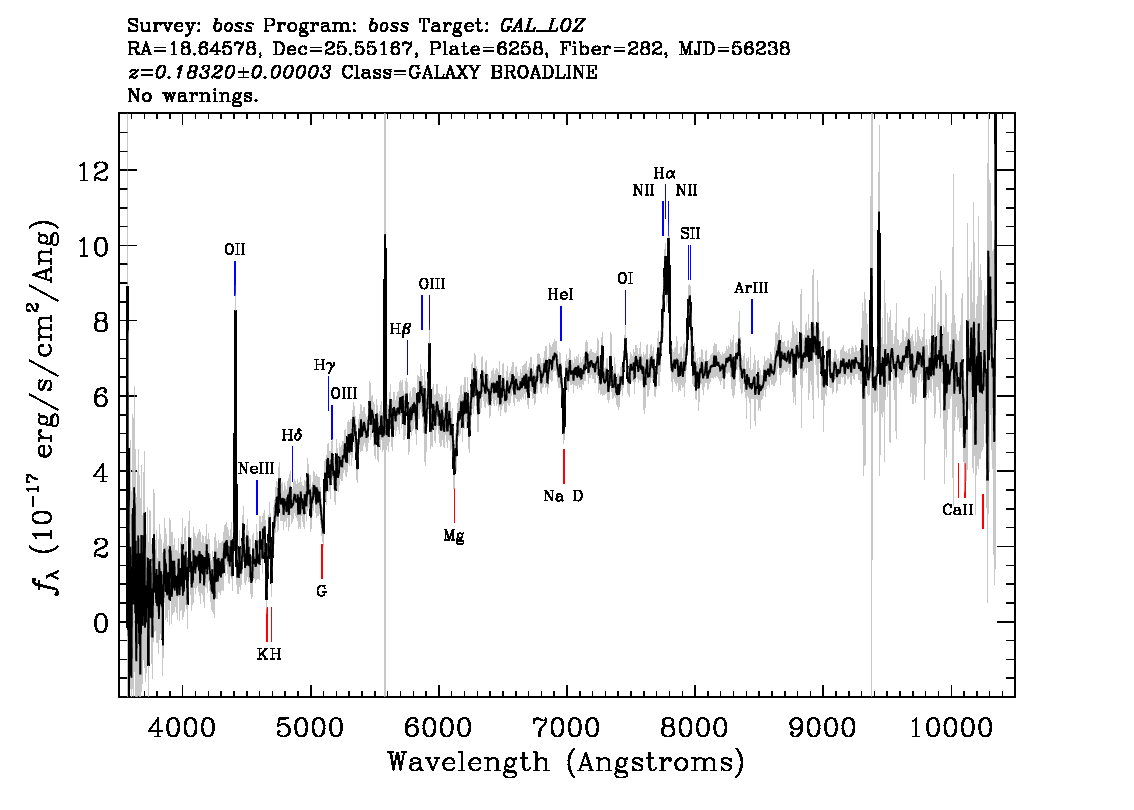 Survey: boss Program: boss Target: GAL_LOZ
RA=18.64578, Dec=25.55167, Plate=6258, Fiber=282, MJD=56238
z=0.18320±0.00003 Class=GALAXY BROADLINE
No warnings.
Hα
NII NII
SII
OII
OI
OIII
ArIII
HeI
Hβ
Hγ
OIII
Hδ
NeIII
Na D
CaII
Mg
G
K H
12
10
8
6
4
2
0
fλ (10⁻¹⁷ erg/s/cm²/Ang)
4000 5000 6000 7000 8000 9000 10000
Wavelength (Angstroms)